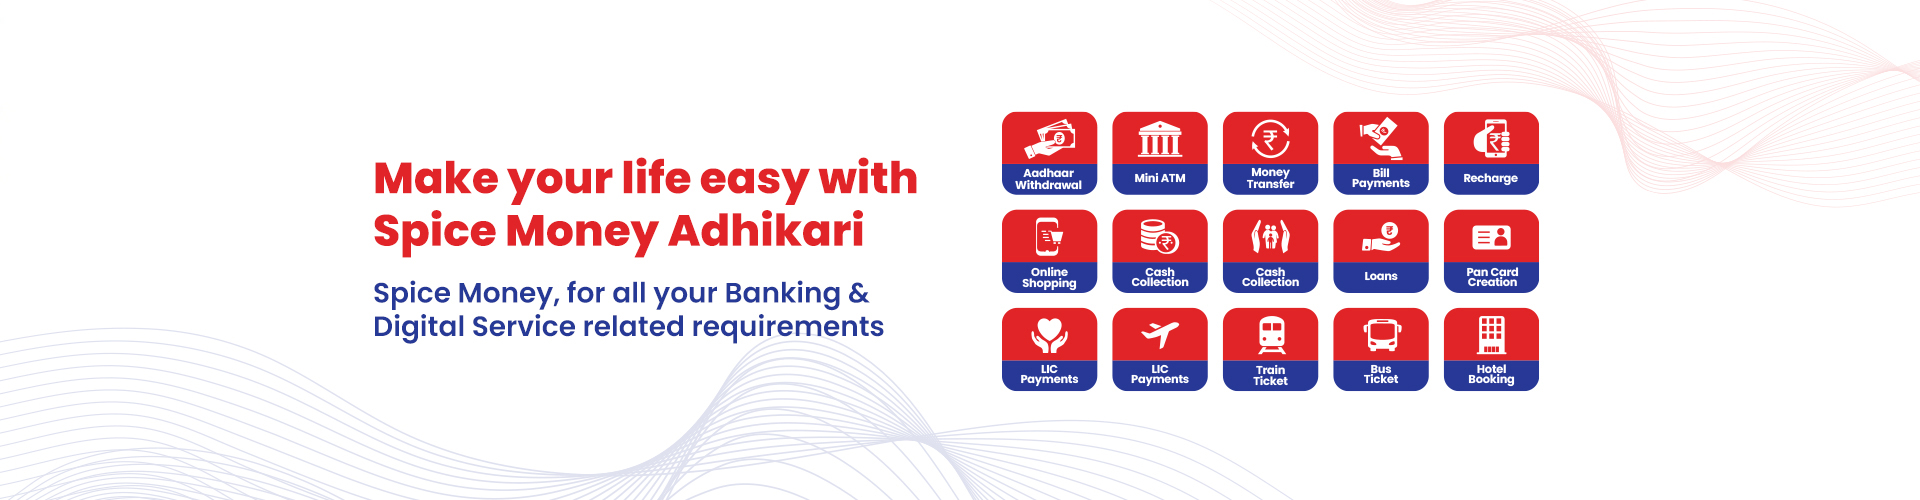 Make your life easy with
Spice Money Adhikari
Spice Money, for all your Banking &
Digital Service related requirements
Aadhaar
Withdrawal
Mini ATM
Money
Transfer
Bill
Payments
Recharge
Online
Shopping
Cash
Collection
Cash
Collection
Loans
Pan Card
Creation
LIC
Payments
LIC
Payments
Train
Ticket
Bus
Ticket
Hotel
Booking